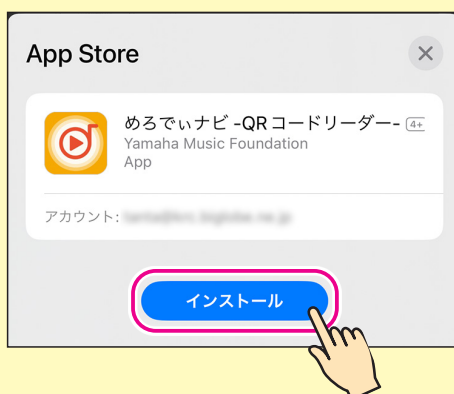 App Store
めろでぃナビ -QRコードリーダー- 4+
Yamaha Music Foundation
App
アカウント:
インストール